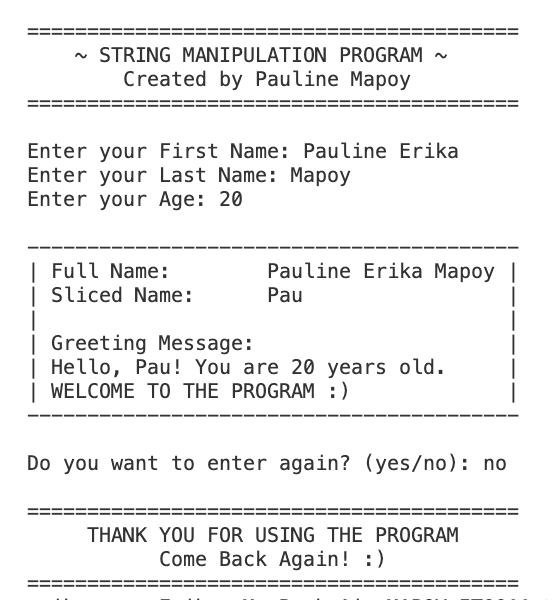 =========================================
~ STRING MANIPULATION PROGRAM ~
Created by Pauline Mapoy
=========================================
Enter your First Name: Pauline Erika
Enter your Last Name: Mapoy
Enter your Age: 20
-----------------------------------------
| Full Name:        Pauline Erika Mapoy |
| Sliced Name:      Pau                 |
|                                       |
| Greeting Message:                     |
| Hello, Pau! You are 20 years old.     |
| WELCOME TO THE PROGRAM :)             |
-----------------------------------------
Do you want to enter again? (yes/no): no
=========================================
THANK YOU FOR USING THE PROGRAM
Come Back Again! :)
=========================================